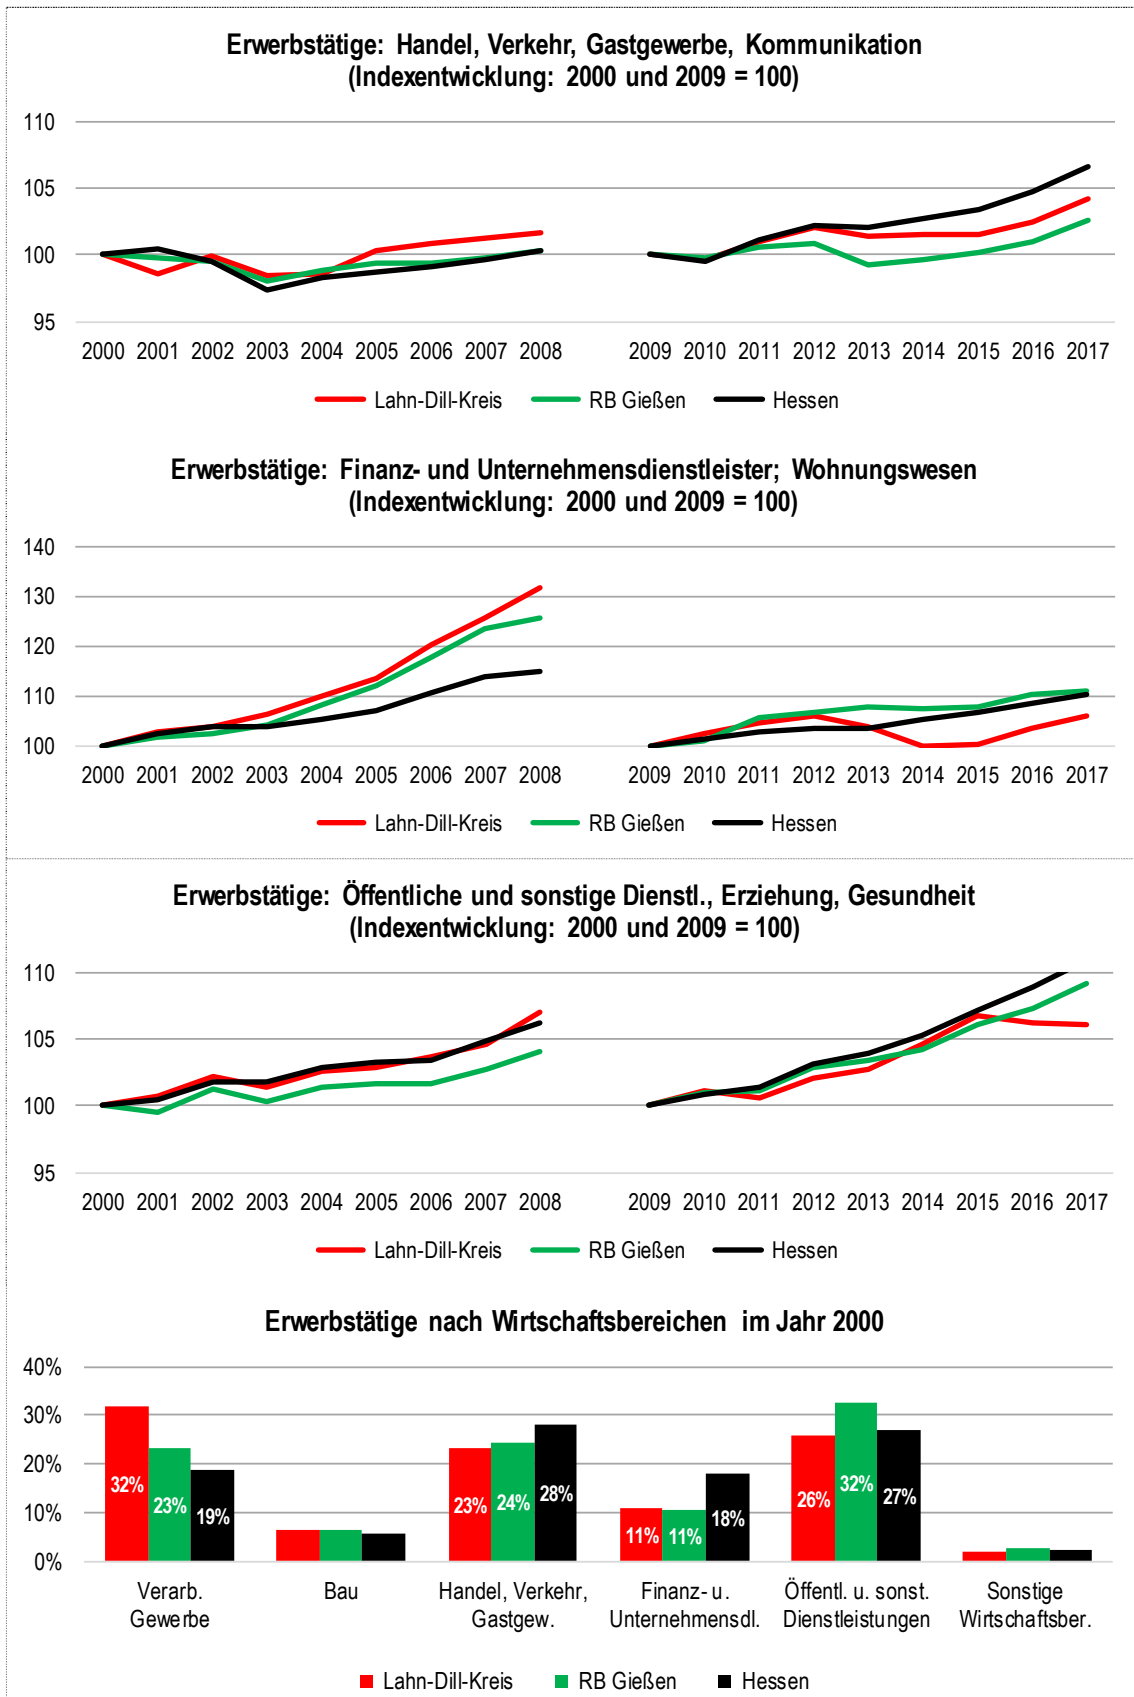 Erwerbstätige: Handel, Verkehr, Gastgewerbe, Kommunikation
(Indexentwicklung: 2000 und 2009 = 100)
110
105
100
95
2000 2001 2002 2003 2004 2005 2006 2007 2008 2009 2010 2011 2012 2013 2014 2015 2016 2017
Lahn-Dill-Kreis RB Gießen Hessen
Erwerbstätige: Finanz- und Unternehmensdienstleister; Wohnungswesen
(Indexentwicklung: 2000 und 2009 = 100)
140
130
120
110
100
2000 2001 2002 2003 2004 2005 2006 2007 2008 2009 2010 2011 2012 2013 2014 2015 2016 2017
Lahn-Dill-Kreis RB Gießen Hessen
Erwerbstätige: Öffentliche und sonstige Dienstl., Erziehung, Gesundheit
(Indexentwicklung: 2000 und 2009 = 100)
110
105
100
95
2000 2001 2002 2003 2004 2005 2006 2007 2008 2009 2010 2011 2012 2013 2014 2015 2016 2017
Lahn-Dill-Kreis RB Gießen Hessen
Erwerbstätige nach Wirtschaftsbereichen im Jahr 2000
40%
30%
20%
10%
0%
32% 23% 19% 23% 24% 28% 11% 11% 18% 26% 32% 27%
Verarb. Bau Handel, Verkehr, Finanz- u. Öffentl. u. sonst. Sonstige
Gewerbe Gastgew. Unternehmensdl. Dienstleistungen Wirtschaftsber.
Lahn-Dill-Kreis RB Gießen Hessen